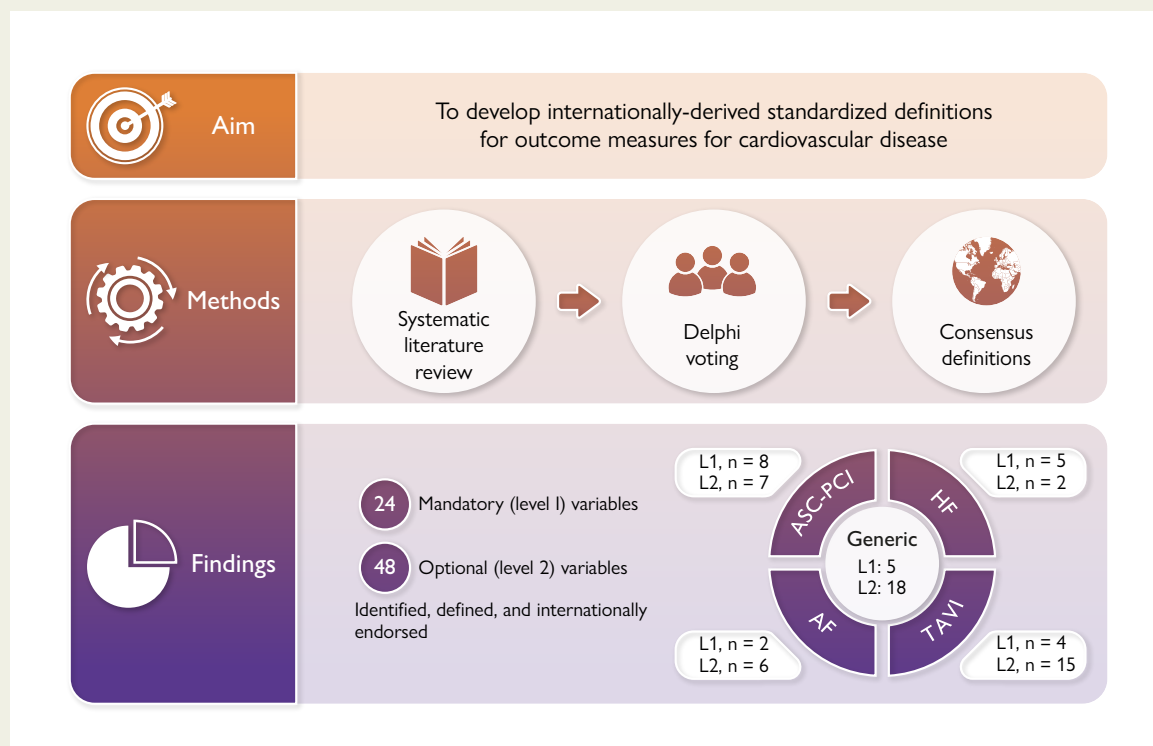 Aim
To develop internationally-derived standardized definitions
for outcome measures for cardiovascular disease
Methods
Systematic
literature
review
Delphi
voting
Consensus
definitions
Findings
24 Mandatory (level I) variables
48 Optional (level 2) variables
Identified, defined, and internationally
endorsed
L1, n = 8
L2, n = 7
ASC-PCI
L1, n = 5
L2, n = 2
HF
Generic
L1: 5
L2: 18
L1, n = 2
L2, n = 6
AF
L1, n = 4
L2, n = 15
TAVI